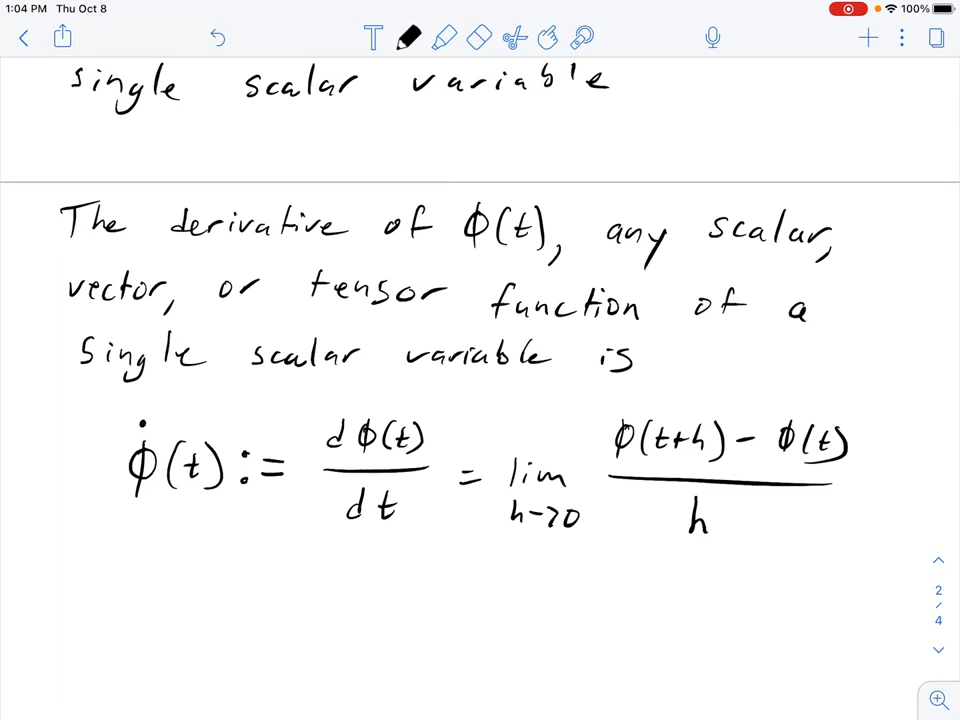 1:04 PM Thu Oct 8 100%
T
single scalar variable
The derivative of ϕ(t), any scalar,
vector, or tensor function of a
single scalar variable is
ϕ̇(t) := dϕ(t)/dt = lim h->0 (ϕ(t+h) - ϕ(t))/h
2/4